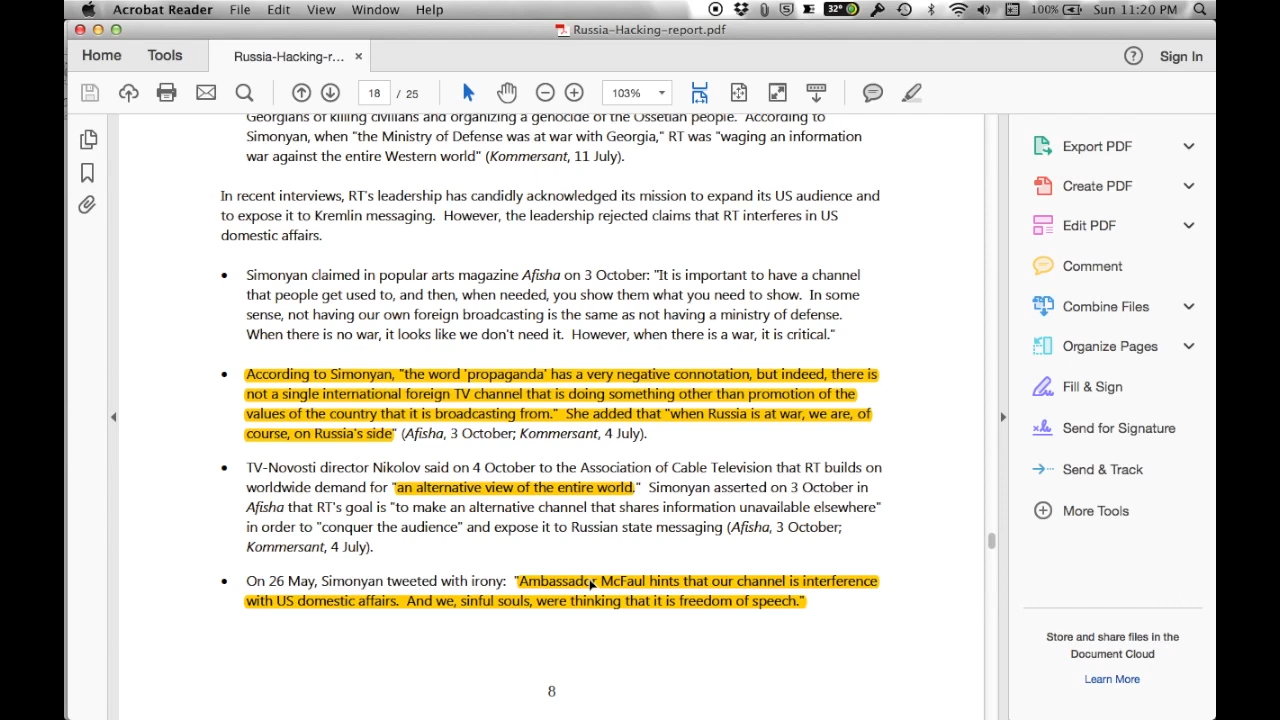 Acrobat Reader File Edit View Window Help 32° 100% Sun 11:20 PM
Russia-Hacking-report.pdf
Home Tools Russia-Hacking-r... × ? Sign In
18 / 25 103%
Georgians of killing civilians and organizing a genocide of the Ossetian people. According to
Simonyan, when "the Ministry of Defense was at war with Georgia," RT was "waging an information
war against the entire Western world" (Kommersant, 11 July).
In recent interviews, RT's leadership has candidly acknowledged its mission to expand its US audience and
to expose it to Kremlin messaging. However, the leadership rejected claims that RT interferes in US
domestic affairs.
• Simonyan claimed in popular arts magazine Afisha on 3 October: "It is important to have a channel
that people get used to, and then, when needed, you show them what you need to show. In some
sense, not having our own foreign broadcasting is the same as not having a ministry of defense.
When there is no war, it looks like we don't need it. However, when there is a war, it is critical."
• According to Simonyan, "the word 'propaganda' has a very negative connotation, but indeed, there is
not a single international foreign TV channel that is doing something other than promotion of the
values of the country that it is broadcasting from." She added that "when Russia is at war, we are, of
course, on Russia's side" (Afisha, 3 October; Kommersant, 4 July).
• TV-Novosti director Nikolov said on 4 October to the Association of Cable Television that RT builds on
worldwide demand for "an alternative view of the entire world." Simonyan asserted on 3 October in
Afisha that RT's goal is "to make an alternative channel that shares information unavailable elsewhere"
in order to "conquer the audience" and expose it to Russian state messaging (Afisha, 3 October;
Kommersant, 4 July).
• On 26 May, Simonyan tweeted with irony: "Ambassador McFaul hints that our channel is interference
with US domestic affairs. And we, sinful souls, were thinking that it is freedom of speech."
8
Export PDF
Create PDF
Edit PDF
Comment
Combine Files
Organize Pages
Fill & Sign
Send for Signature
Send & Track
More Tools
Store and share files in the
Document Cloud
Learn More